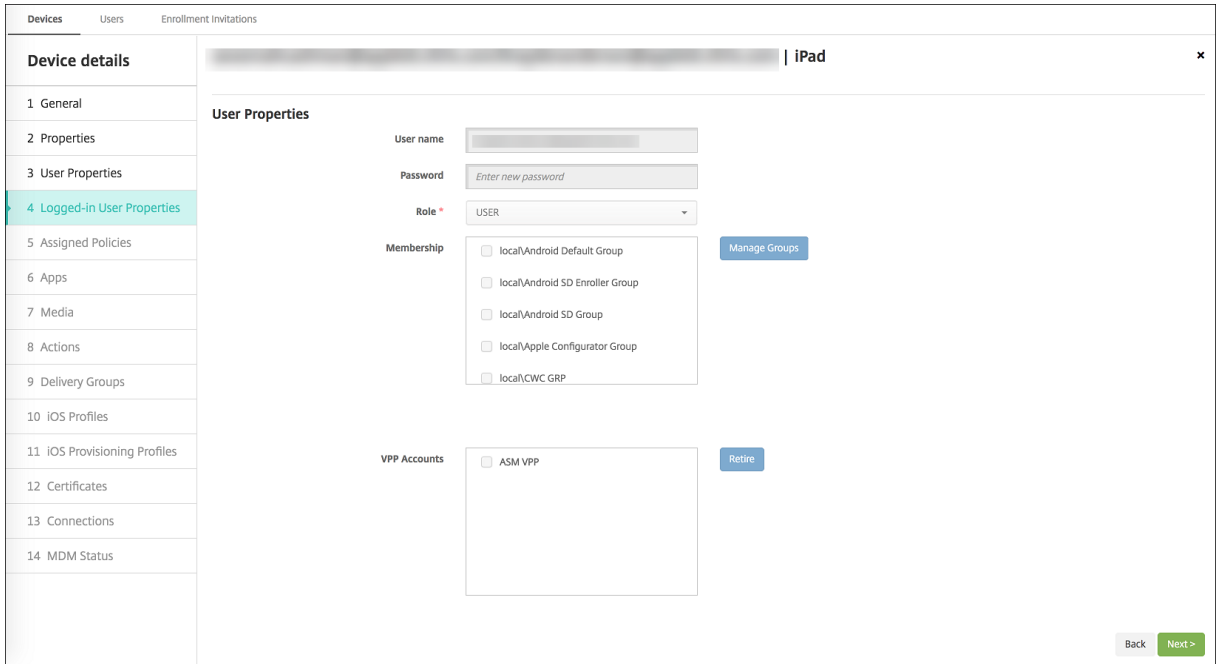 Devices Users Enrollment Invitations
Device details
| iPad
×
1 General
2 Properties
3 User Properties
4 Logged-in User Properties
5 Assigned Policies
6 Apps
7 Media
8 Actions
9 Delivery Groups
10 iOS Profiles
11 iOS Provisioning Profiles
12 Certificates
13 Connections
14 MDM Status
User Properties
User name
Password Enter new password
Role * USER
Membership
local\Android Default Group
local\Android SD Enroller Group
local\Android SD Group
local\Apple Configurator Group
local\CWC GRP
Manage Groups
VPP Accounts
ASM VPP
Retire
Back Next >